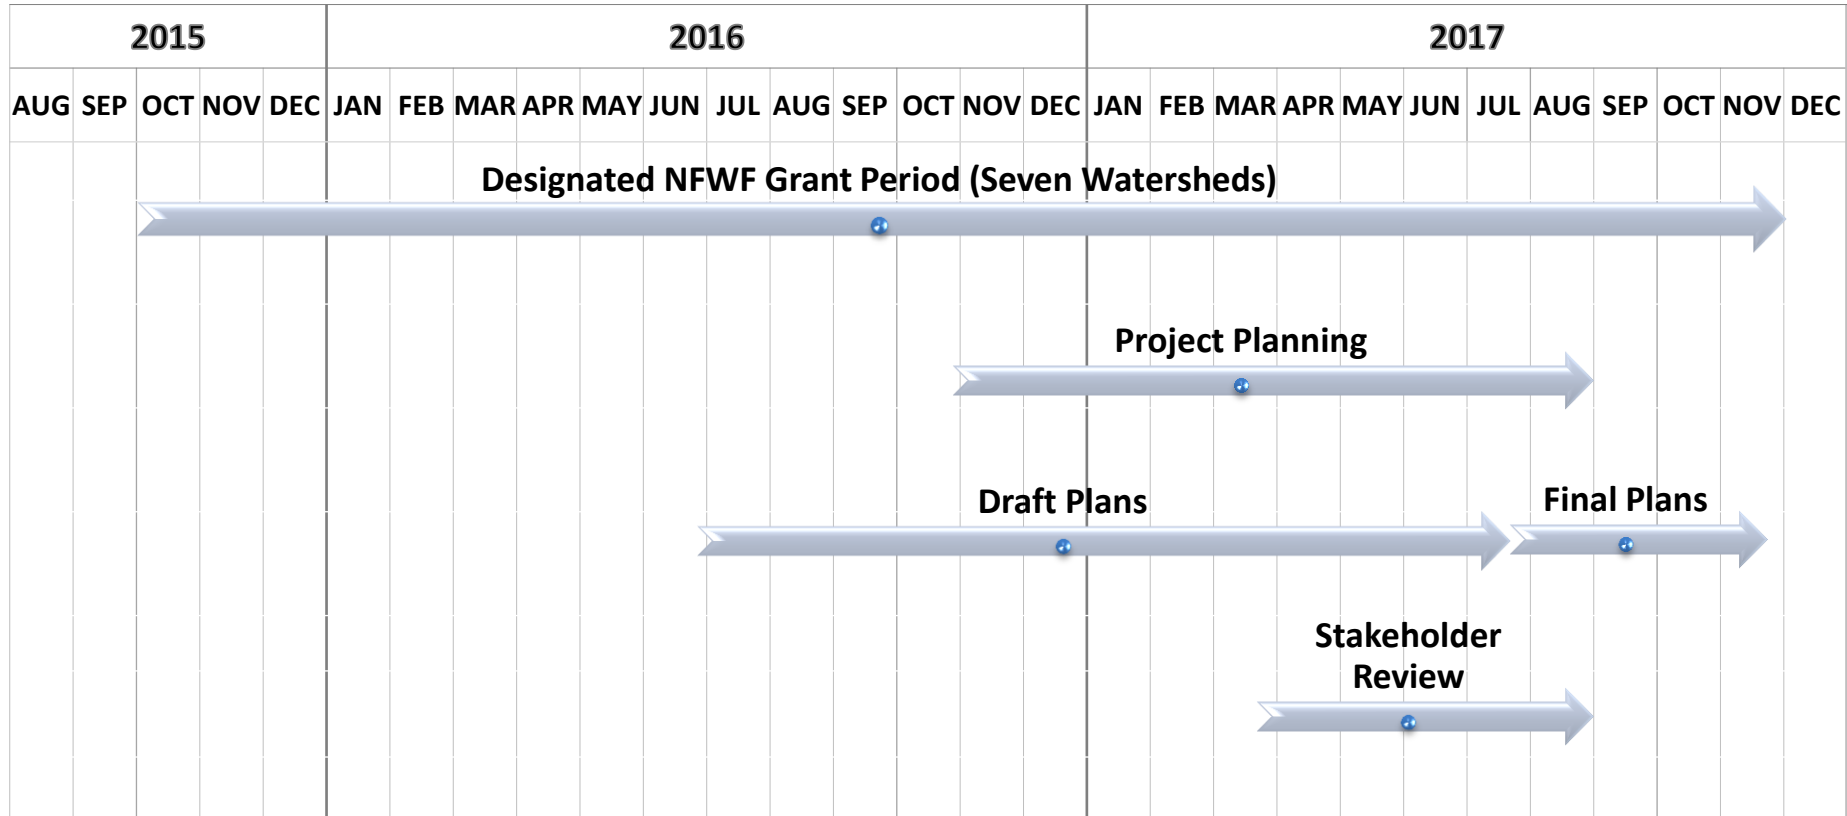 2015 2016 2017
AUG SEP OCT NOV DEC JAN FEB MAR APR MAY JUN JUL AUG SEP OCT NOV DEC JAN FEB MAR APR MAY JUN JUL AUG SEP OCT NOV DEC
Designated NFWF Grant Period (Seven Watersheds)
Project Planning
Draft Plans Final Plans
Stakeholder
Review